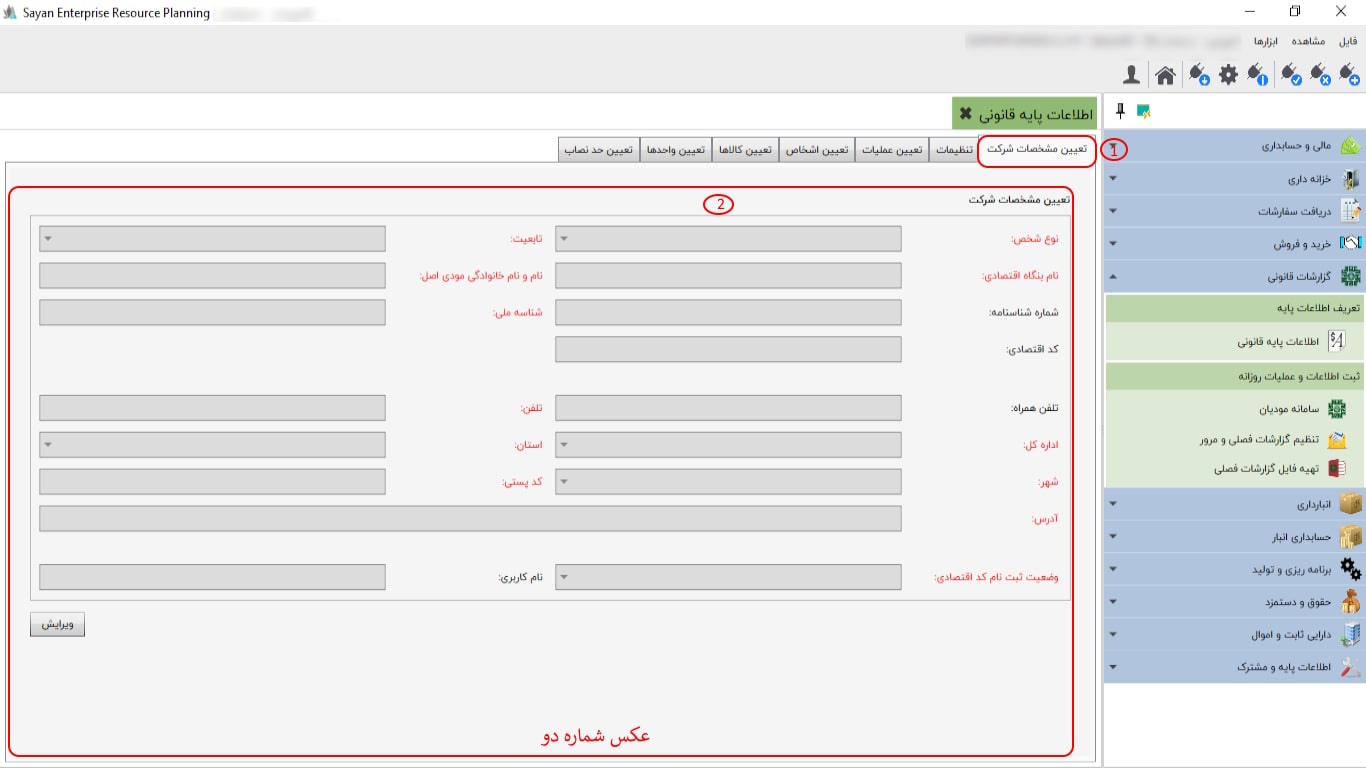 Sayan Enterprise Resource Planning
فایل مشاهده ابزارها
اطلاعات پایه قانونی
تعیین مشخصات شرکت تنظیمات تعیین عملیات تعیین اشخاص تعیین کالاها تعیین واحدها تعیین حد نصاب
1
2
تعیین مشخصات شرکت
نوع شخص: تابعیت:
نام بنگاه اقتصادی: نام و نام خانوادگی مودی اصل:
شماره شناسنامه: شناسه ملی:
کد اقتصادی:
تلفن همراه: تلفن:
اداره کل: استان:
شهر: کد پستی:
آدرس:
وضعیت ثبت نام کد اقتصادی: نام کاربری:
ویرایش
عکس شماره دو
مالی و حسابداری
خزانه داری
دریافت سفارشات
خرید و فروش
گزارشات قانونی
تعریف اطلاعات پایه
اطلاعات پایه قانونی
ثبت اطلاعات و عملیات روزانه
سامانه مودیان
تنظیم گزارشات فصلی و مرور
تهیه فایل گزارشات فصلی
انبارداری
حسابداری انبار
برنامه ریزی و تولید
حقوق و دستمزد
دارایی ثابت و اموال
اطلاعات پایه و مشترک